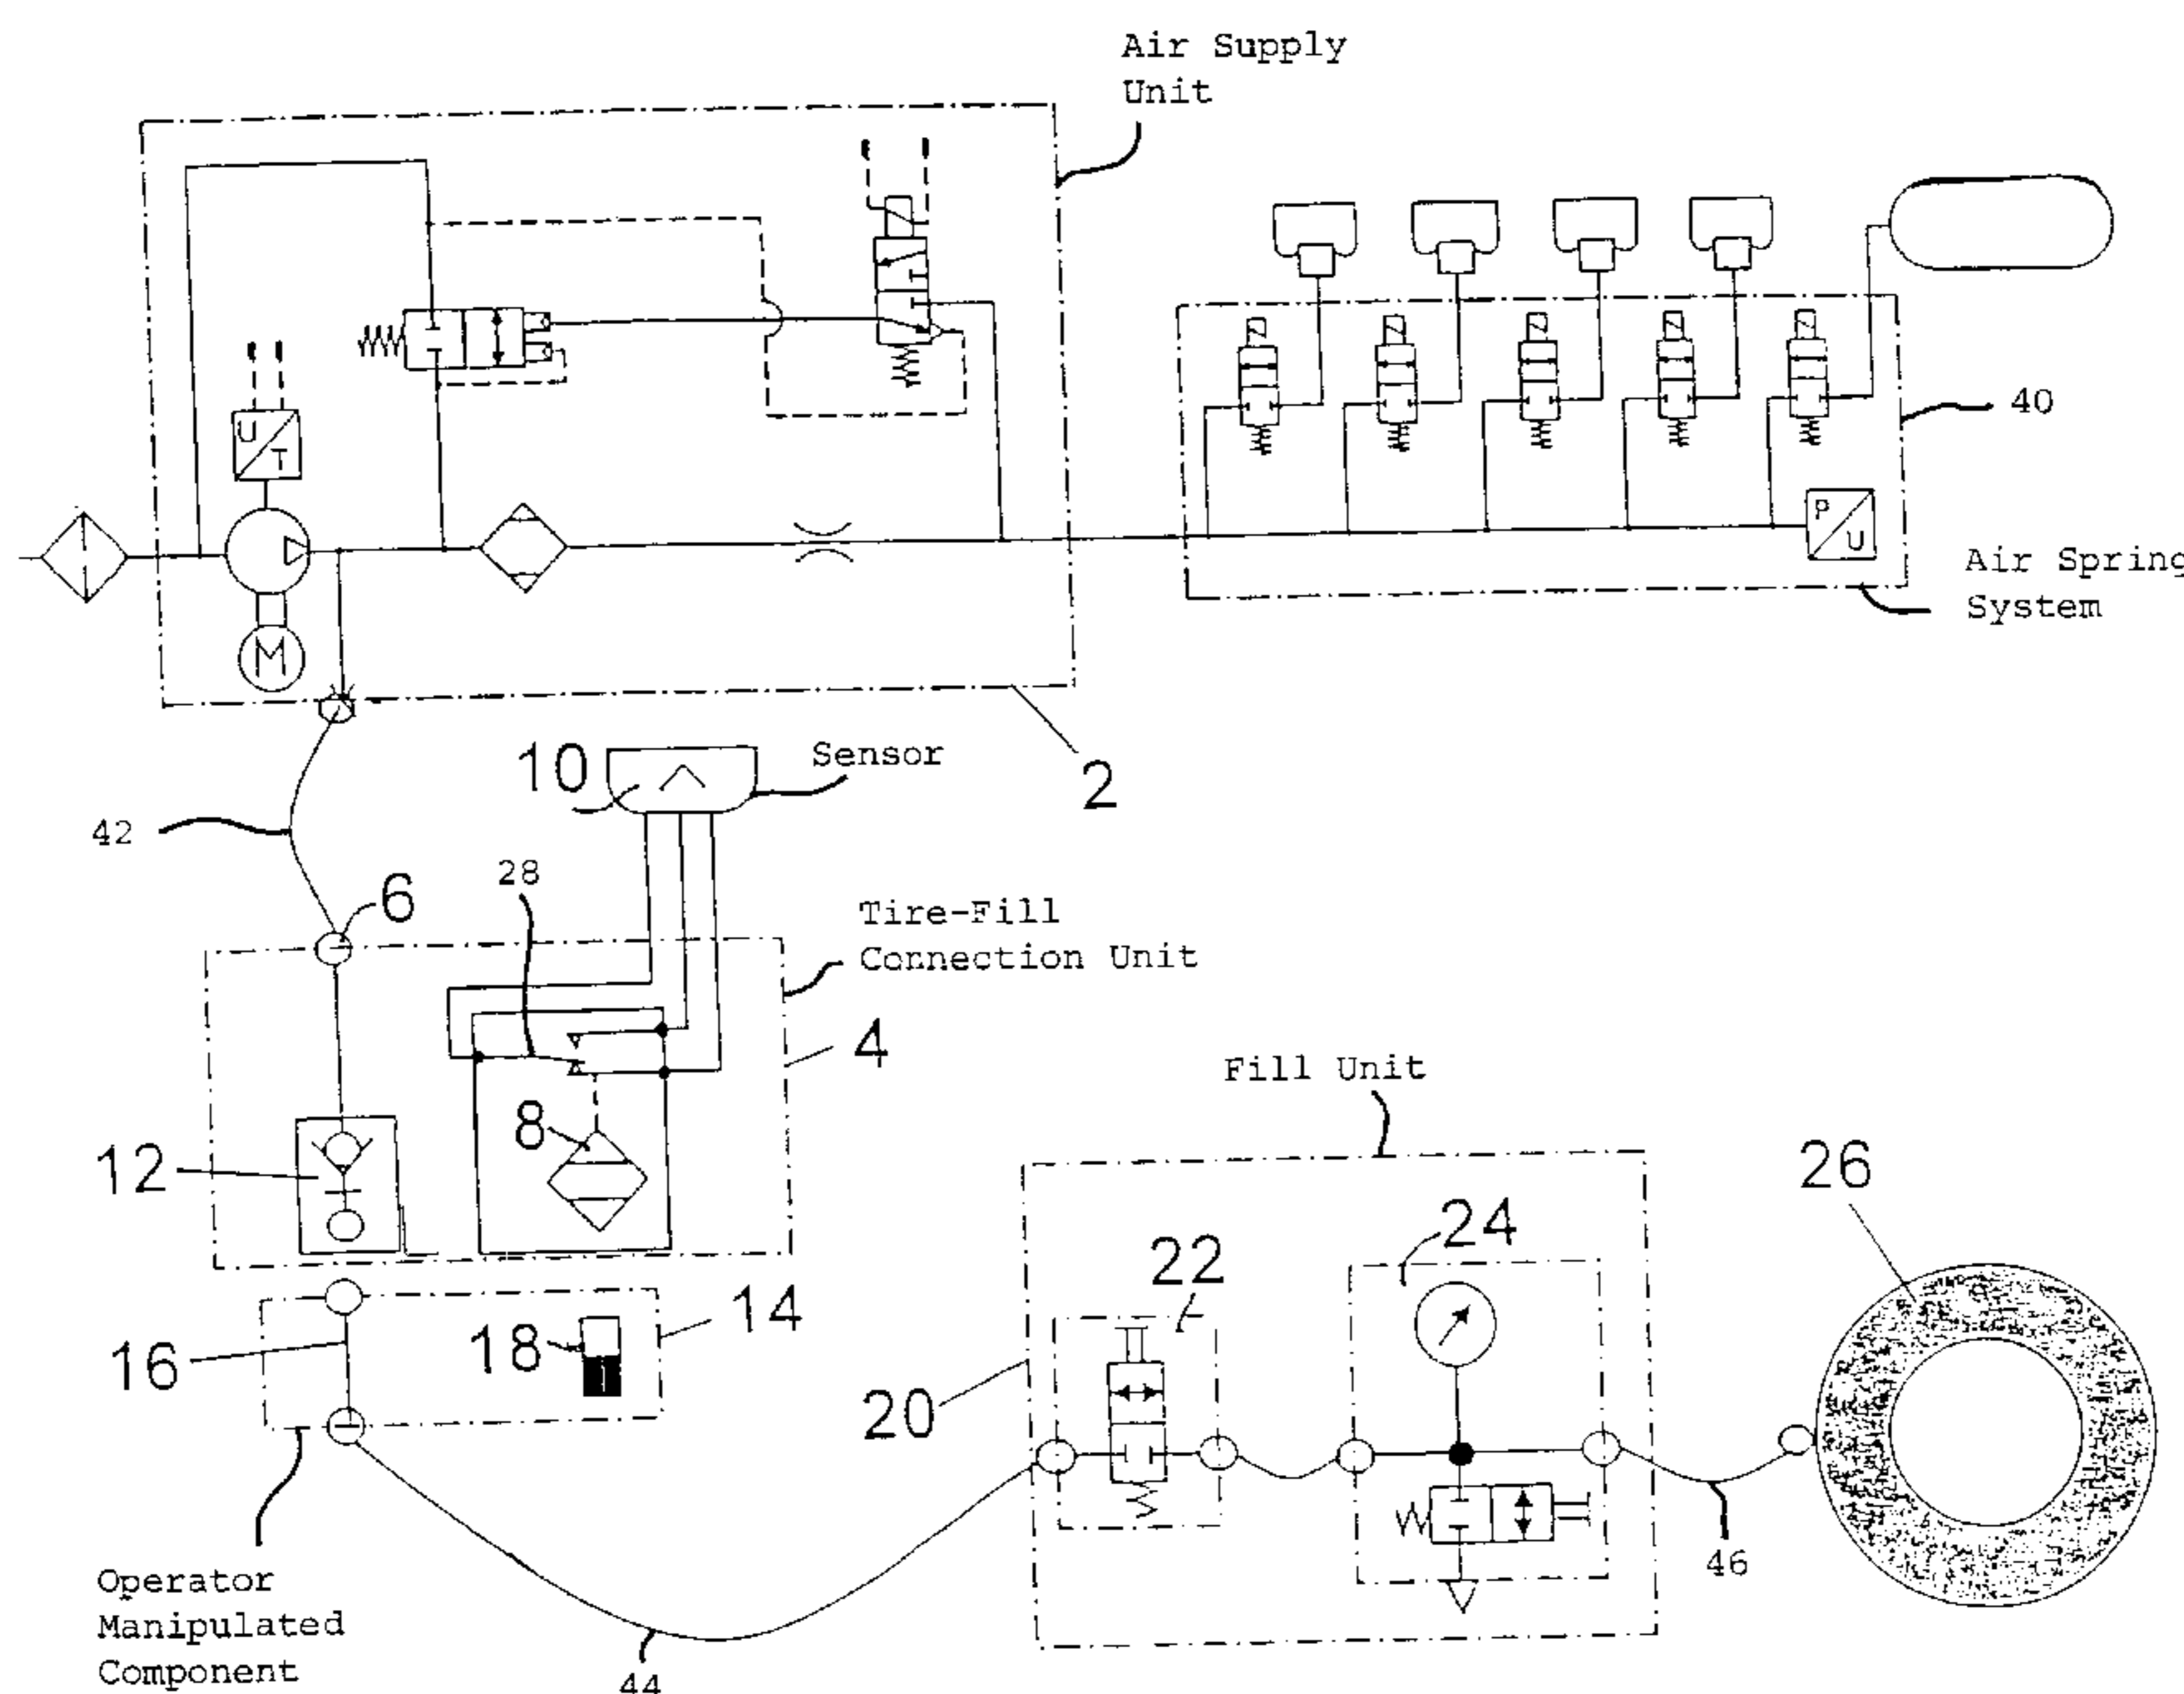 Air Supply
Unit
40
U
T
P
U
Air Spring
System
M
10
Sensor
2
42
28
6
Tire-Fill
Connection Unit
4
Fill Unit
8
12
26
24
22
14
18
16
20
46
Operator
Manipulated
Component
44